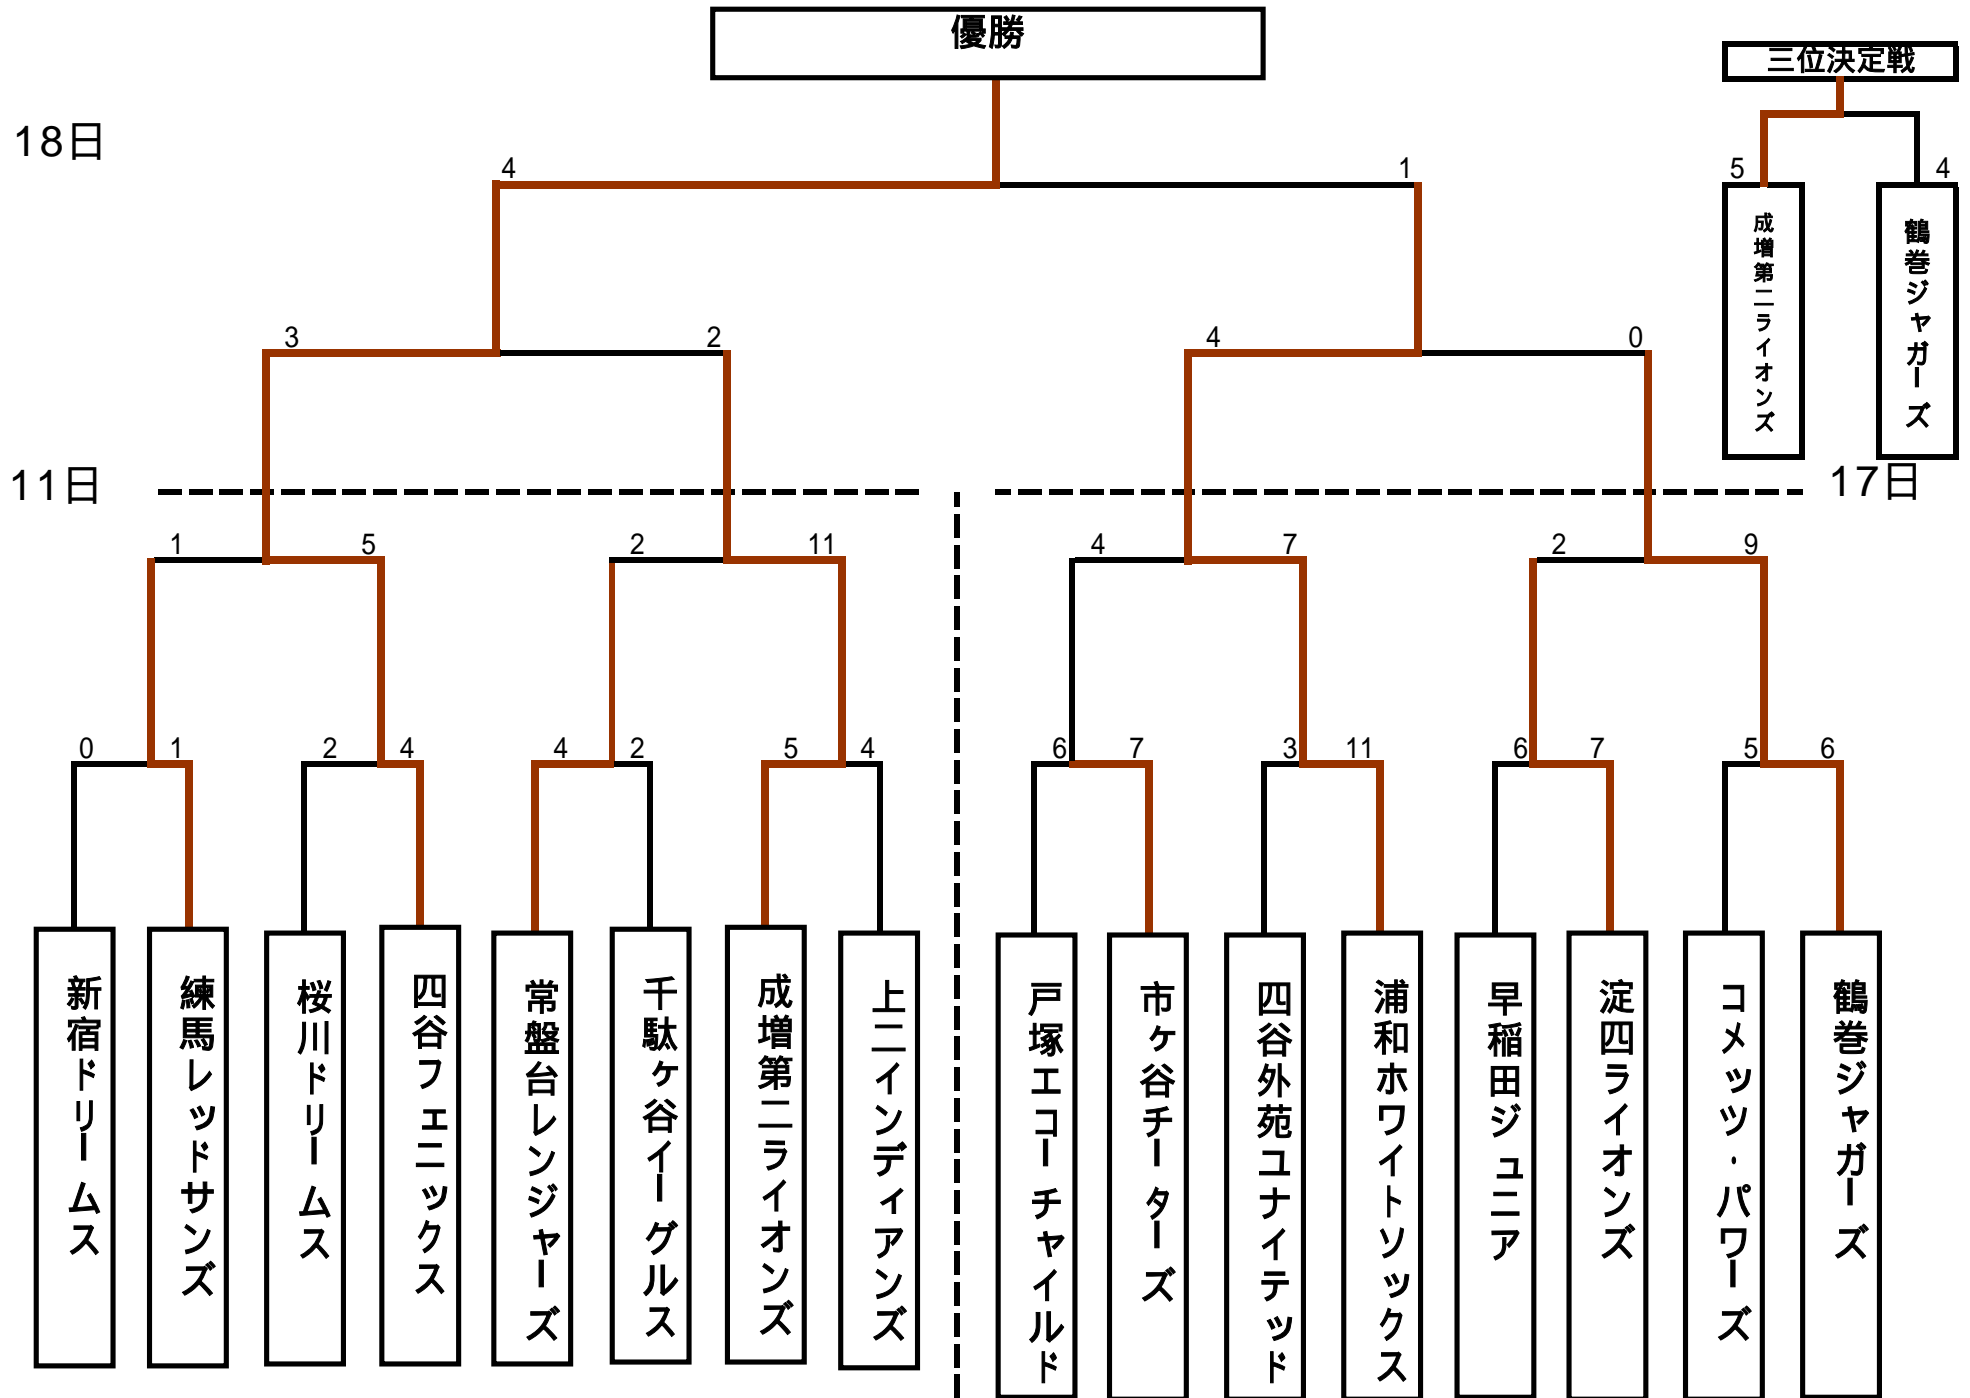 優勝
三位決定戦
18日
4
1
5
4
成増第二ライオンズ
鶴巻ジャガーズ
3
2
4
0
11日
17日
1
5
2
11
4
7
2
9
0
1
2
4
4
2
5
4
6
7
3
11
6
7
5
6
新宿ドリームス
練馬レッドサンズ
桜川ドリームス
四谷フェニックス
常盤台レンジャーズ
千駄ヶ谷イーグルス
成増第二ライオンズ
上二インディアンズ
戸塚エコーチャイルド
市ヶ谷チーターズ
四谷外苑ユナイテッド
浦和ホワイトソックス
早稲田ジュニア
淀四ライオンズ
コメッツ・パワーズ
鶴巻ジャガーズ